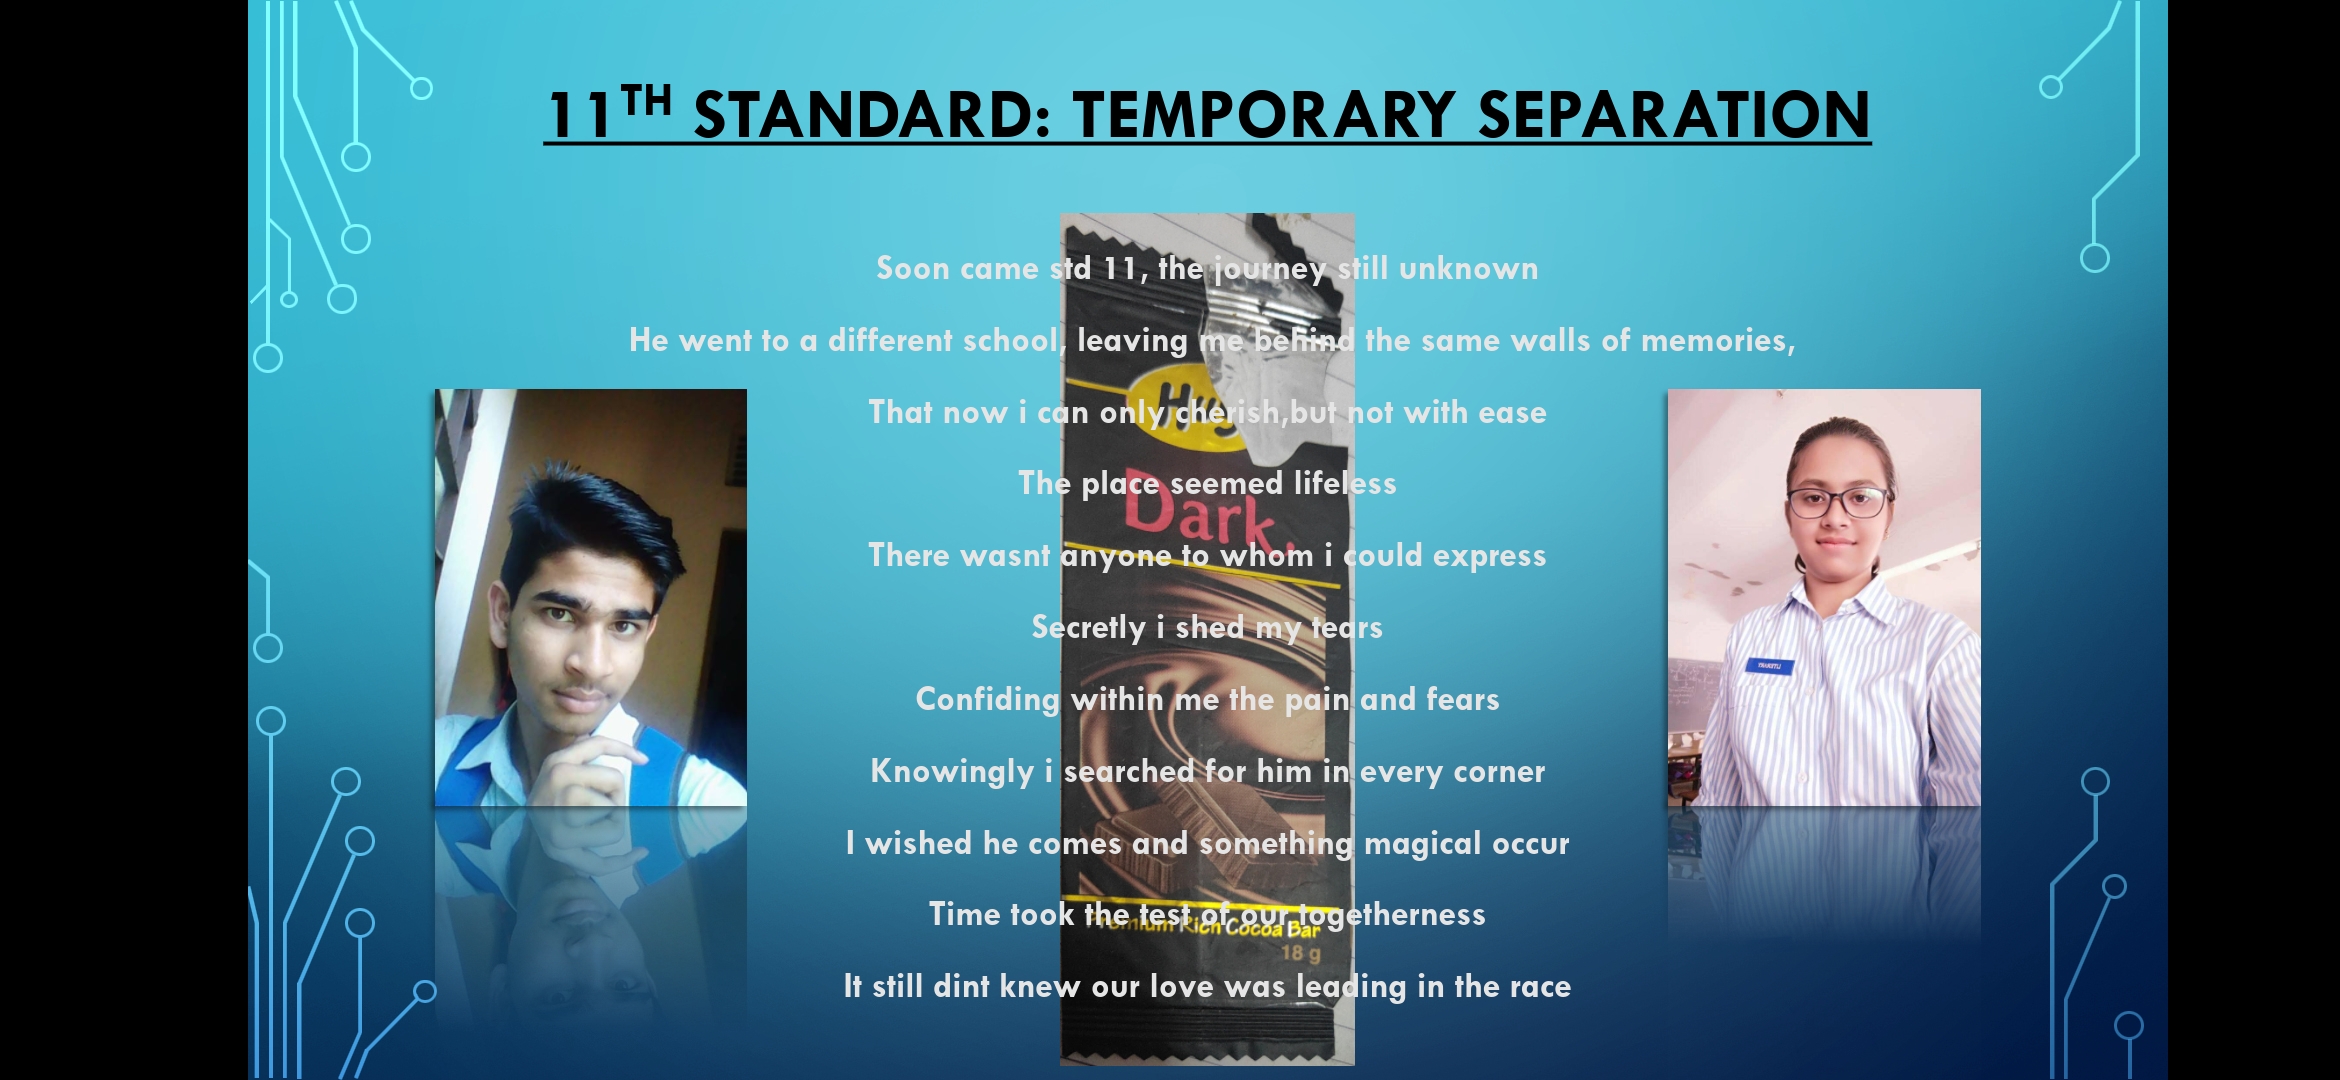 11TH STANDARD: TEMPORARY SEPARATION
Soon came std 11, the journey still unknown
He went to a different school, leaving me behind the same walls of memories,
That now i can only cherish,but not with ease
The place seemed lifeless
There wasnt anyone to whom i could express
Secretly i shed my tears
Confiding within me the pain and fears
Knowingly i searched for him in every corner
I wished he comes and something magical occur
Time took the test of our togetherness
It still dint knew our love was leading in the race
Dark.
Premium Rich Cocoa Bar
18 g